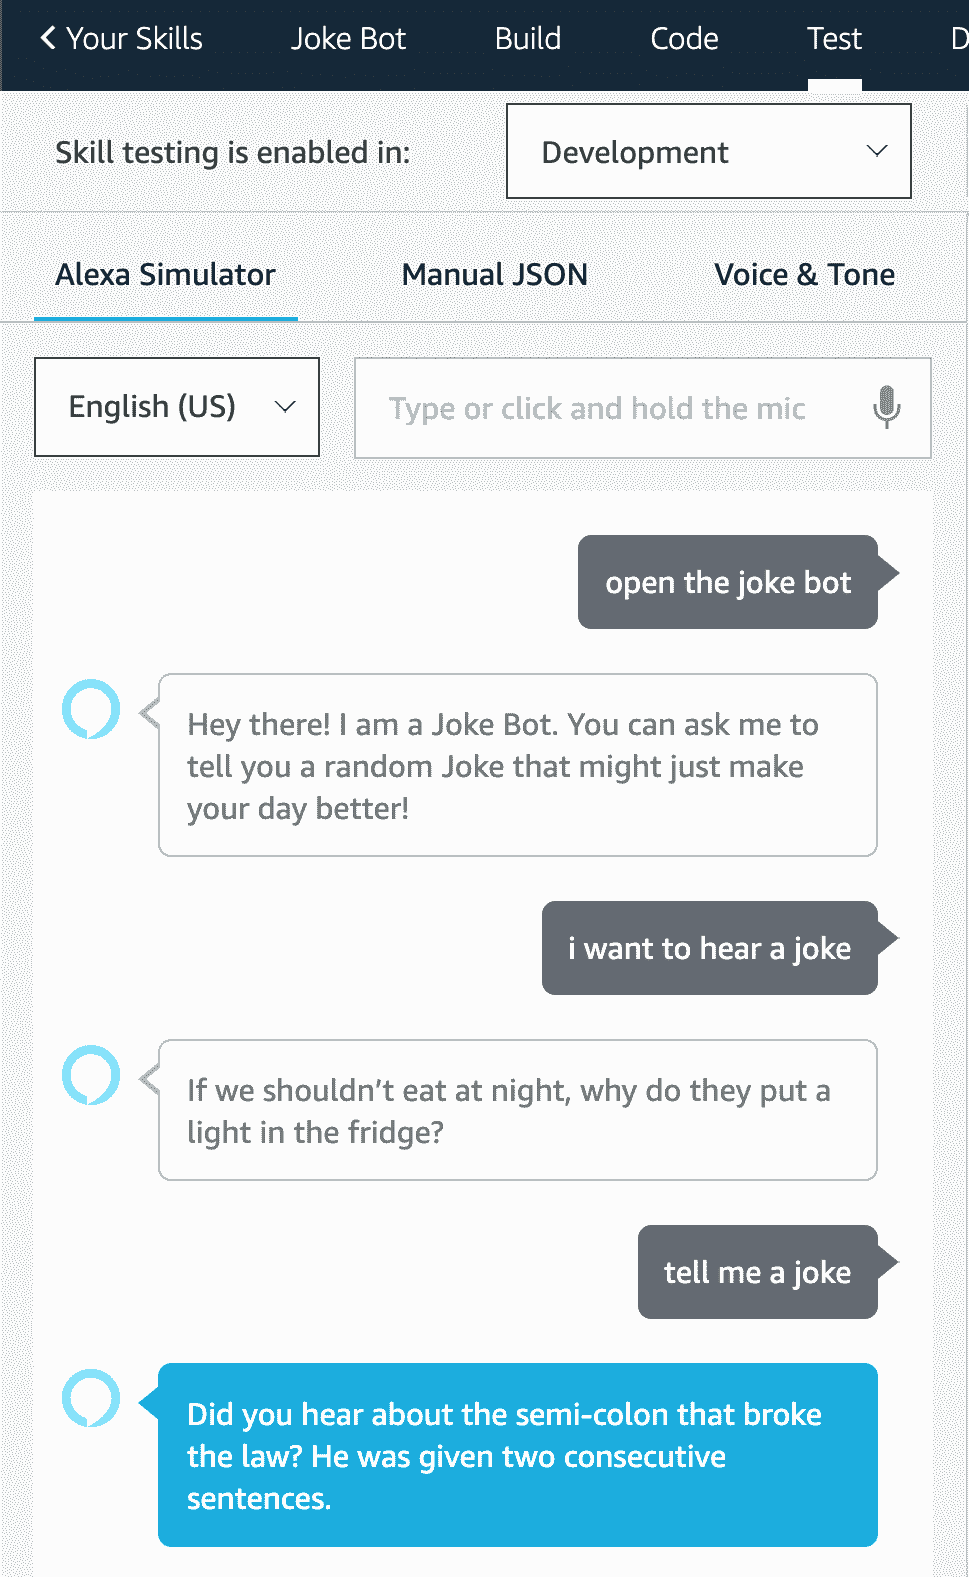 Your Skills Joke Bot Build Code Test D
Skill testing is enabled in: Development
Alexa Simulator Manual JSON Voice & Tone
English (US) Type or click and hold the mic
open the joke bot
Hey there! I am a Joke Bot. You can ask me to
tell you a random Joke that might just make
your day better!
i want to hear a joke
If we shouldn’t eat at night, why do they put a
light in the fridge?
tell me a joke
Did you hear about the semi-colon that broke
the law? He was given two consecutive
sentences.